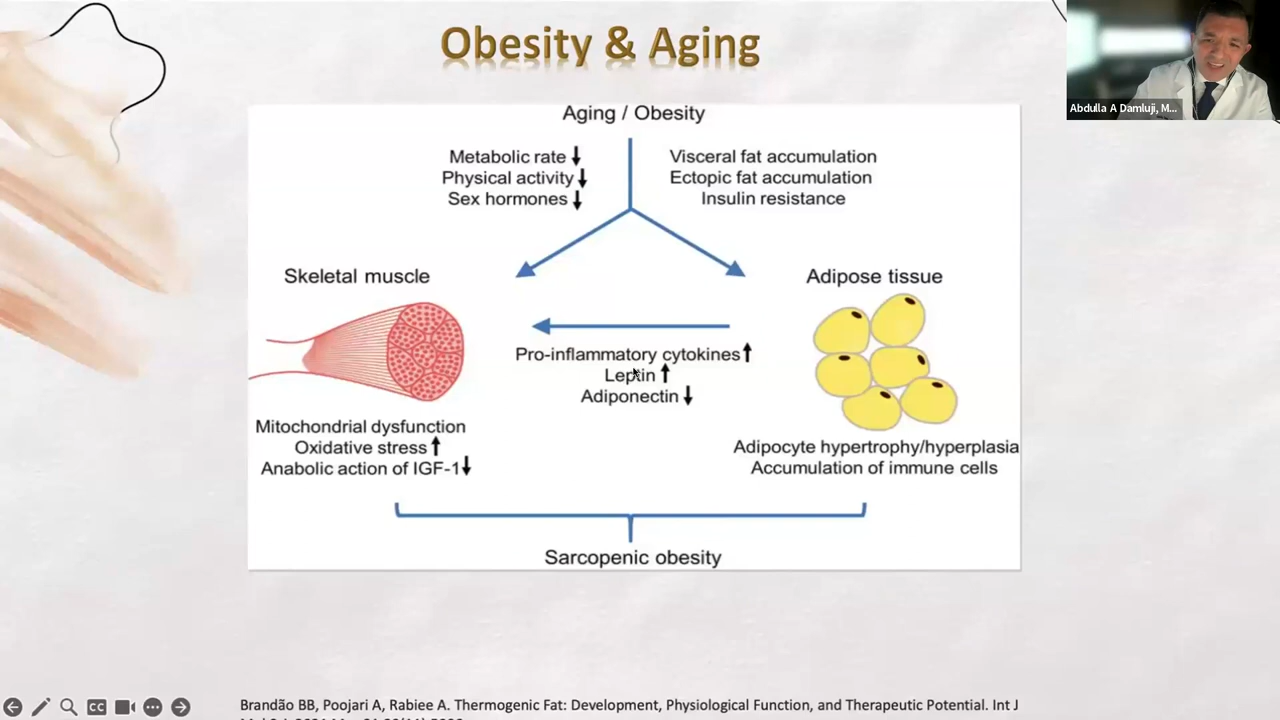 Obesity & Aging
Abdulla A Damluji, M...
Aging / Obesity
Metabolic rate ↓
Physical activity ↓
Sex hormones ↓
Visceral fat accumulation
Ectopic fat accumulation
Insulin resistance
Skeletal muscle
Adipose tissue
Pro-inflammatory cytokines ↑
Leptin ↑
Adiponectin ↓
Mitochondrial dysfunction
Oxidative stress ↑
Anabolic action of IGF-1 ↓
Adipocyte hypertrophy/hyperplasia
Accumulation of immune cells
Sarcopenic obesity
CC
Brandão BB, Poojari A, Rabiee A. Thermogenic Fat: Development, Physiological Function, and Therapeutic Potential. Int J